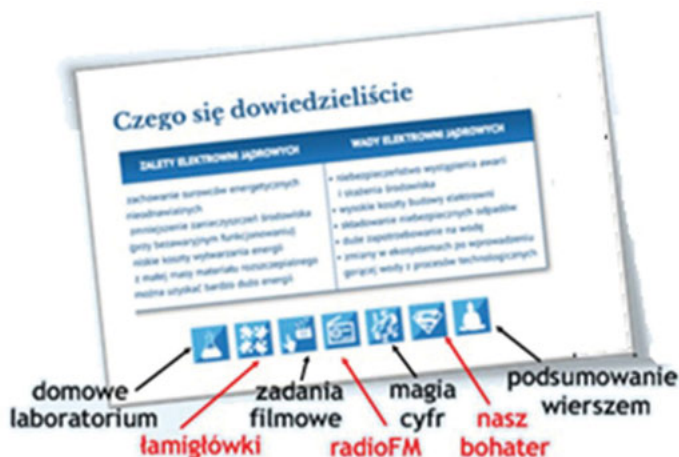 Czego się dowiedzieliście
ZALETY ELEKTROWNI JĄDROWYCH
WADY ELEKTROWNI JĄDROWYCH
zachowanie surowców energetycznych
nieodnawialnych
zmniejszenie zanieczyszczeń środowiska
(przy bezawaryjnym funkcjonowaniu)
niskie koszty wytwarzania energii
z małej masy materiału rozszczepialnego
można uzyskać bardzo dużo energii
• niebezpieczeństwo wystąpienia awarii
i skażenia środowiska
• wysokie koszty budowy elektrowni
• składowanie niebezpiecznych odpadów
• duże zapotrzebowanie na wodę
• zmiany w ekosystemach po wprowadzeniu
gorącej wody z procesów technologicznych
domowe
laboratorium
łamigłówki
zadania
filmowe
radioFM
magia
cyfr
nasz
bohater
podsumowanie
wierszem